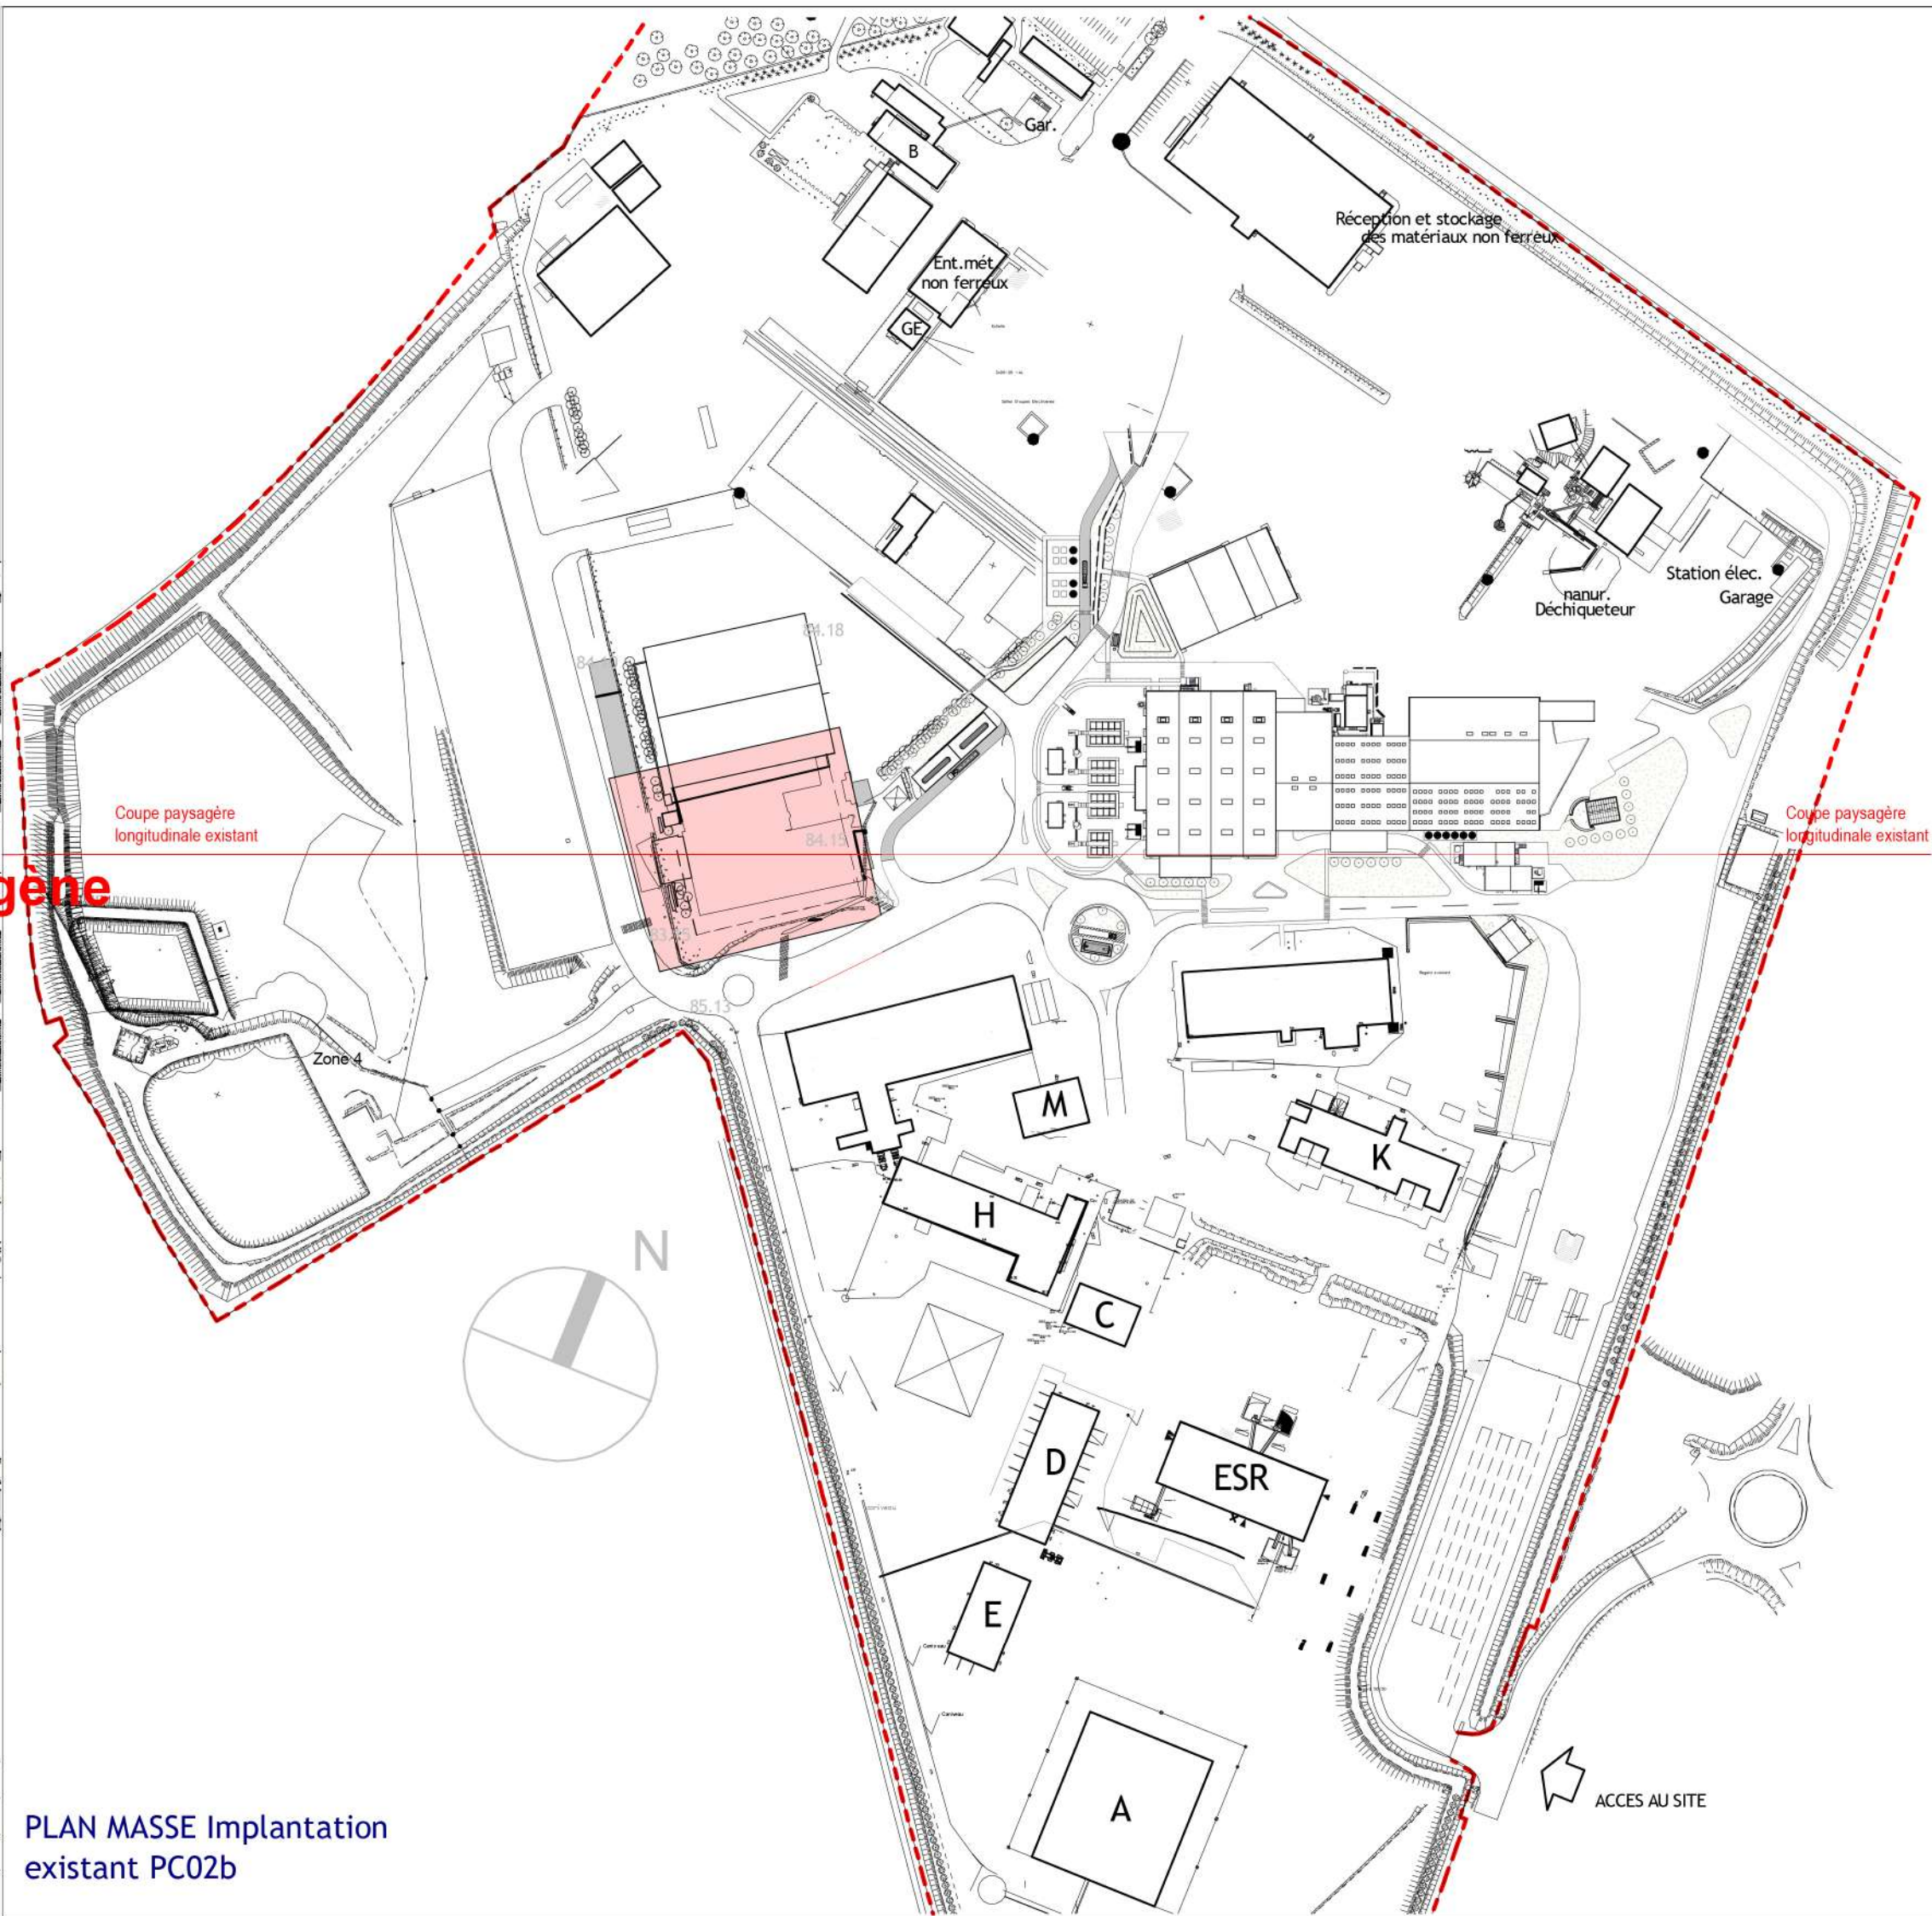 Gar.
B
Réception et stockage
des matériaux non ferreux
Ent.mét.
non ferreux
GE
Station élec.
Garage
nanur.
Déchiqueteur
84.18
Coupe paysagère
longitudinale existant
84.15
Coupe paysagère
longitudinale existant
gène
85.13
Zone 4
M
K
H
N
C
D
ESR
E
Caniveau
Caniveau
A
ACCES AU SITE
PLAN MASSE Implantation
existant PC02b